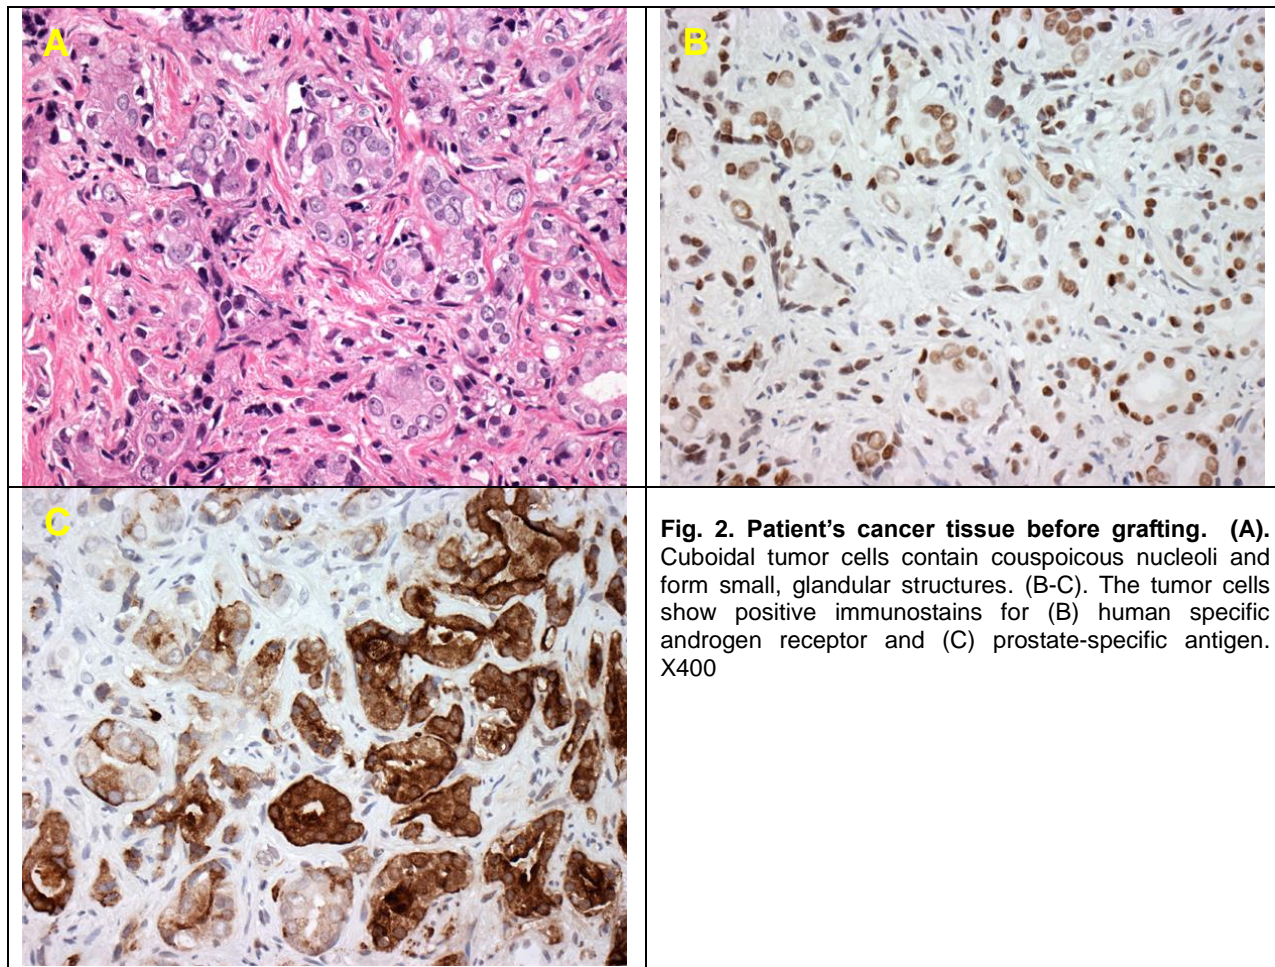 A
B
C
Fig. 2. Patient's cancer tissue before grafting. (A).
Cuboidal tumor cells contain couspoicous nucleoli and
form small, glandular structures. (B-C). The tumor cells
show positive immunostains for (B) human specific
androgen receptor and (C) prostate-specific antigen.
X400